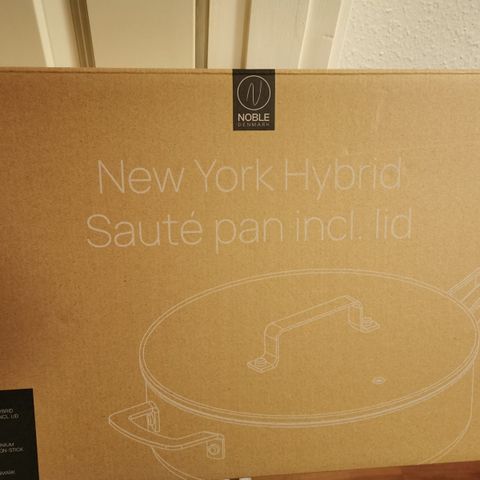 NOBLE
DENMARK
New York Hybrid
Sauté pan incl. lid